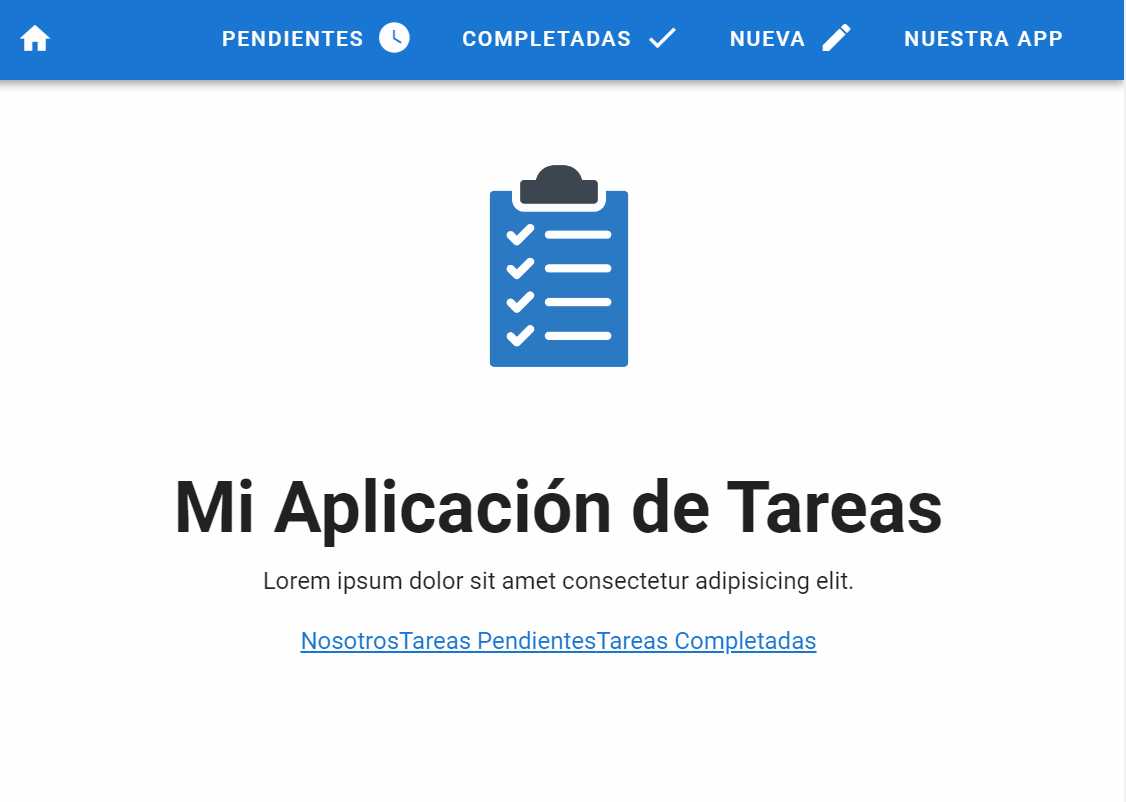 PENDIENTES COMPLETADAS NUEVA NUESTRA APP
Mi Aplicación de Tareas
Lorem ipsum dolor sit amet consectetur adipisicing elit.
NosotrosTareas PendientesTareas Completadas